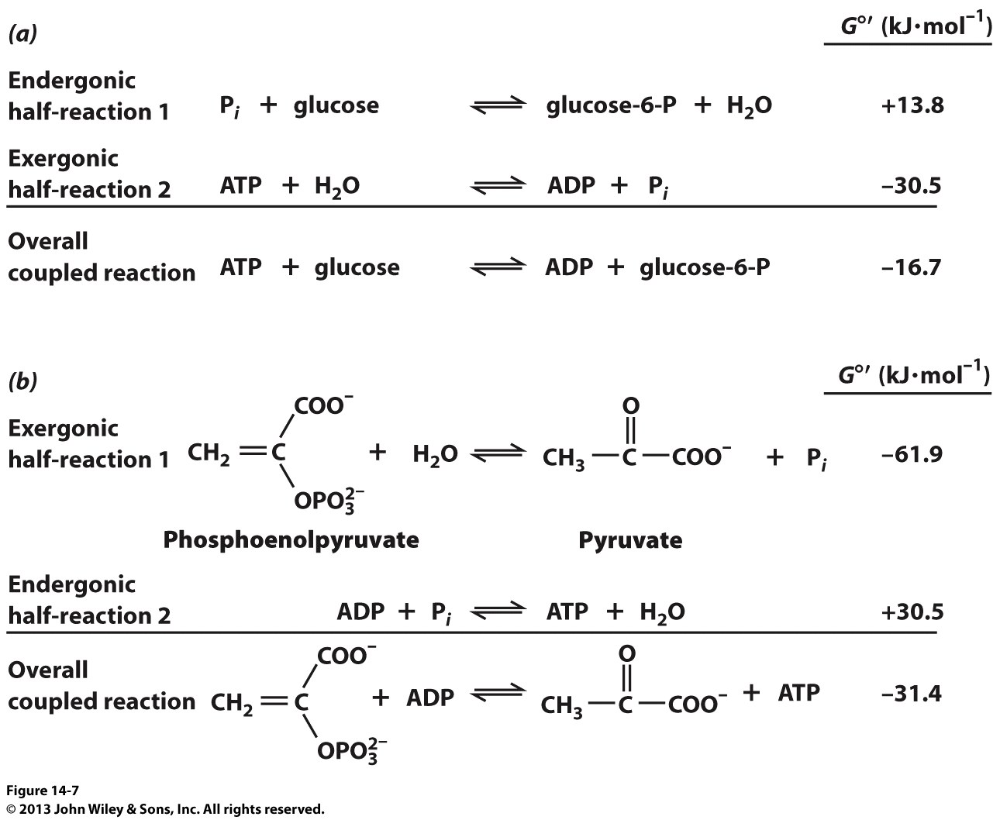 (a) G°′ (kJ·mol⁻¹)
Endergonic
half-reaction 1 Pᵢ + glucose ⇌ glucose-6-P + H₂O +13.8
Exergonic
half-reaction 2 ATP + H₂O ⇌ ADP + Pᵢ –30.5
Overall
coupled reaction ATP + glucose ⇌ ADP + glucose-6-P –16.7
(b) G°′ (kJ·mol⁻¹)
COO⁻ O
Exergonic
half-reaction 1 CH₂=C + H₂O ⇌ CH₃—C—COO⁻ + Pᵢ –61.9
OPO₃²⁻
Phosphoenolpyruvate Pyruvate
Endergonic
half-reaction 2 ADP + Pᵢ ⇌ ATP + H₂O +30.5
COO⁻ O
Overall
coupled reaction CH₂=C + ADP ⇌ CH₃—C—COO⁻ + ATP –31.4
OPO₃²⁻
Figure 14-7
© 2013 John Wiley & Sons, Inc. All rights reserved.